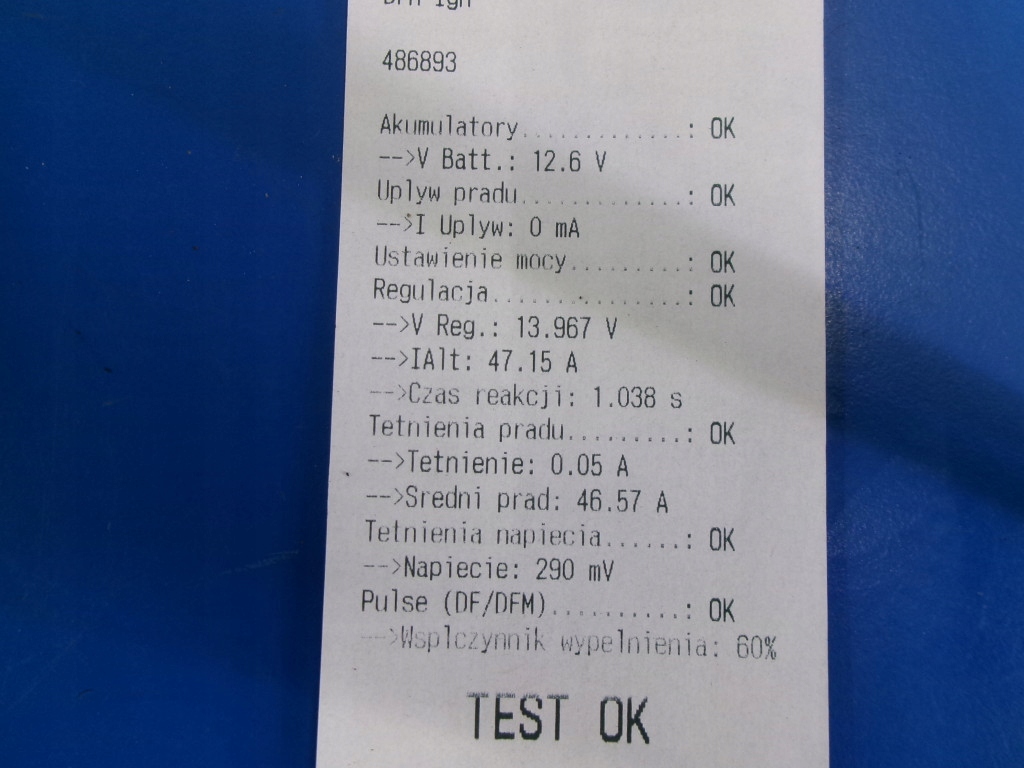 486893
Akumulatory.............: OK
-->V Batt.: 12.6 V
Uplyw pradu.............: OK
-->I Uplyw: 0 mA
Ustawienie mocy.........: OK
Regulacja...............: OK
-->V Reg.: 13.967 V
-->IAlt: 47.15 A
-->Czas reakcji: 1.038 s
Tetnienia pradu.........: OK
-->Tetnienie: 0.05 A
-->Sredni prad: 46.57 A
Tetnienia napiecia......: OK
-->Napiecie: 290 mV
Pulse (DF/DFM)..........: OK
-->Wsplczynnik wypelnienia: 60%
TEST OK